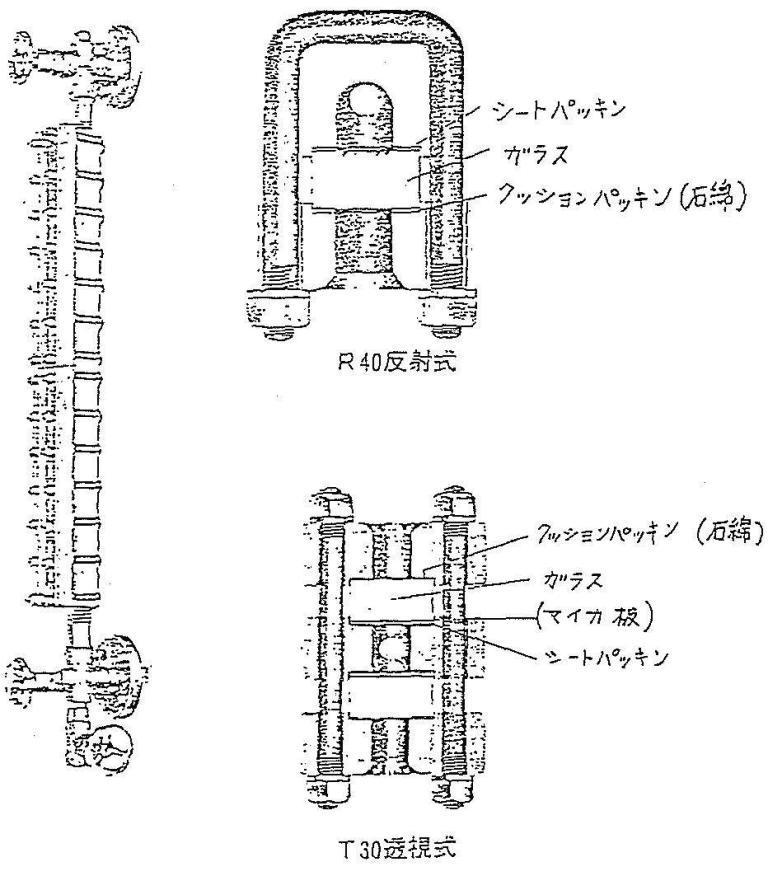 シートパッキン
ガラス
クッションパッキン(石綿)
R40反射式
クッションパッキン (石綿)
ガラス
(マイカ板)
シートパッキン
T30透視式